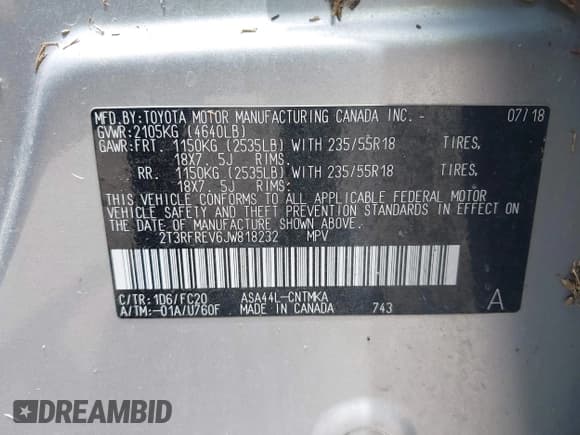 MFD.BY:TOYOTA MOTOR MANUFACTURING CANADA INC. - 07/18
GVWR:2105KG (4640LB)
GAWR:FRT. 1150KG (2535LB) WITH 235/55R18 TIRES,
18X7.5J RIMS.
RR. 1150KG (2535LB) WITH 235/55R18 TIRES,
18X7.5J RIMS.
THIS VEHICLE CONFORMS TO ALL APPLICABLE FEDERAL MOTOR
VEHICLE SAFETY AND THEFT PREVENTION STANDARDS IN EFFECT ON
THE DATE OF MANUFACTURE SHOWN ABOVE.
2T3RFREV6JW818232 MPV
C/TR:1D6/FC20 ASA44L-CNTMKA
A/TM:-01A/U760F MADE IN CANADA 743 A
DREAMBID